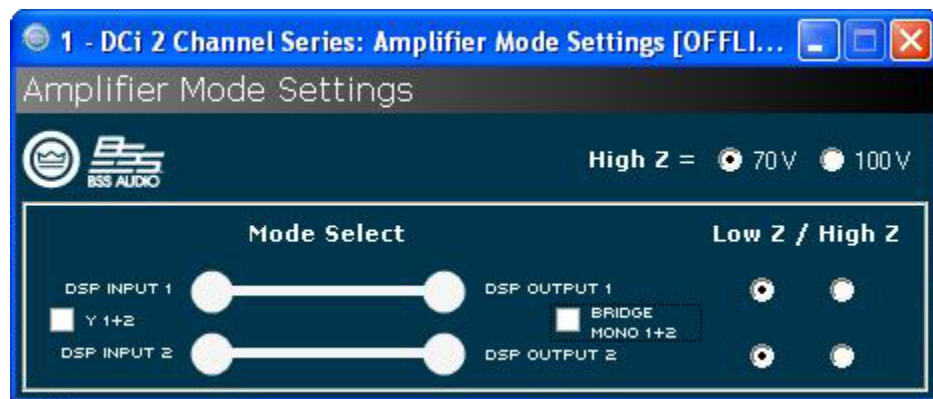 1 - DCi 2 Channel Series: Amplifier Mode Settings [OFFLI...
Amplifier Mode Settings
BSS
BSS AUDIO
High Z = 70V 100V
Mode Select Low Z / High Z
DSP INPUT 1 DSP OUTPUT 1
Y 1+2 BRIDGE
MONO 1+2
DSP INPUT 2 DSP OUTPUT 2